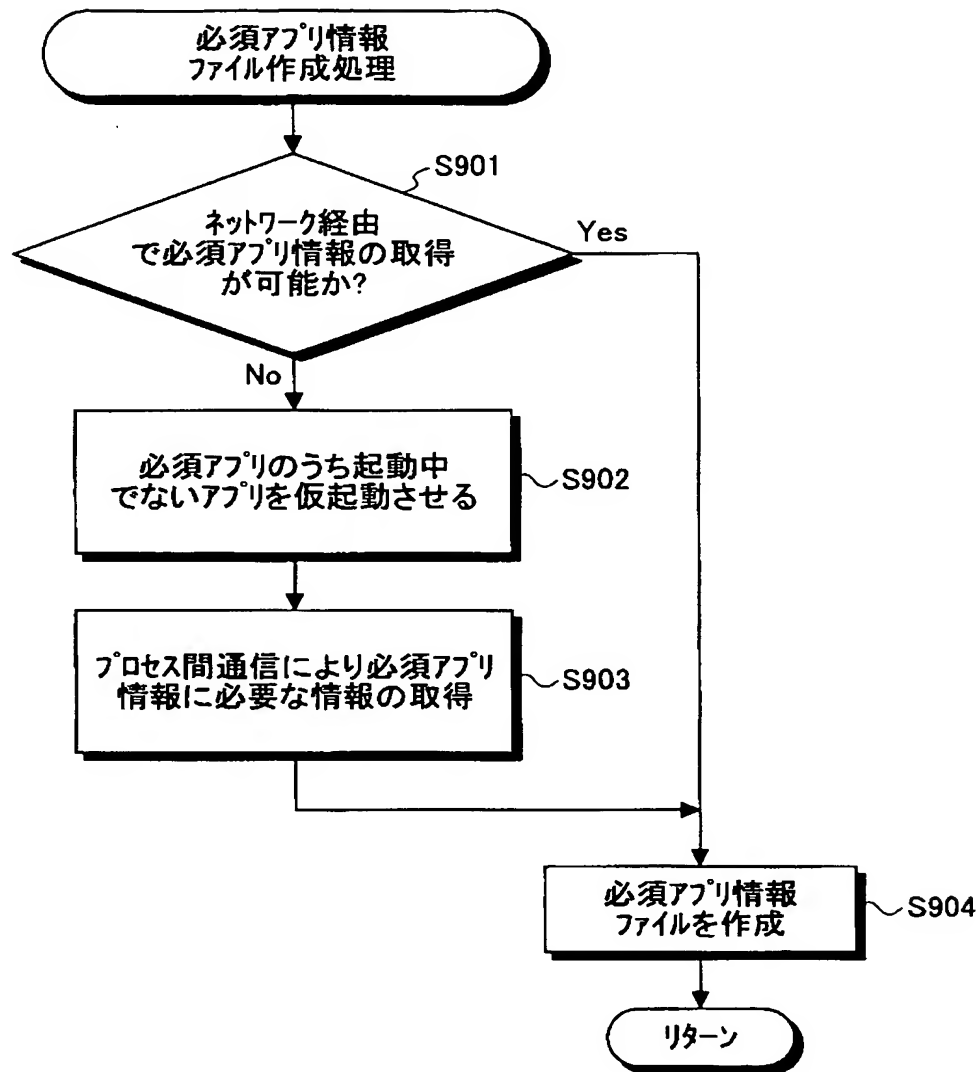 必須アプリ情報
ファイル作成処理
S901
ネットワーク経由
で必須アプリ情報の取得
が可能か?
Yes
No
必須アプリのうち起動中
でないアプリを仮起動させる
S902
プロセス間通信により必須アプリ
情報に必要な情報の取得
S903
必須アプリ情報
ファイルを作成
S904
リターン